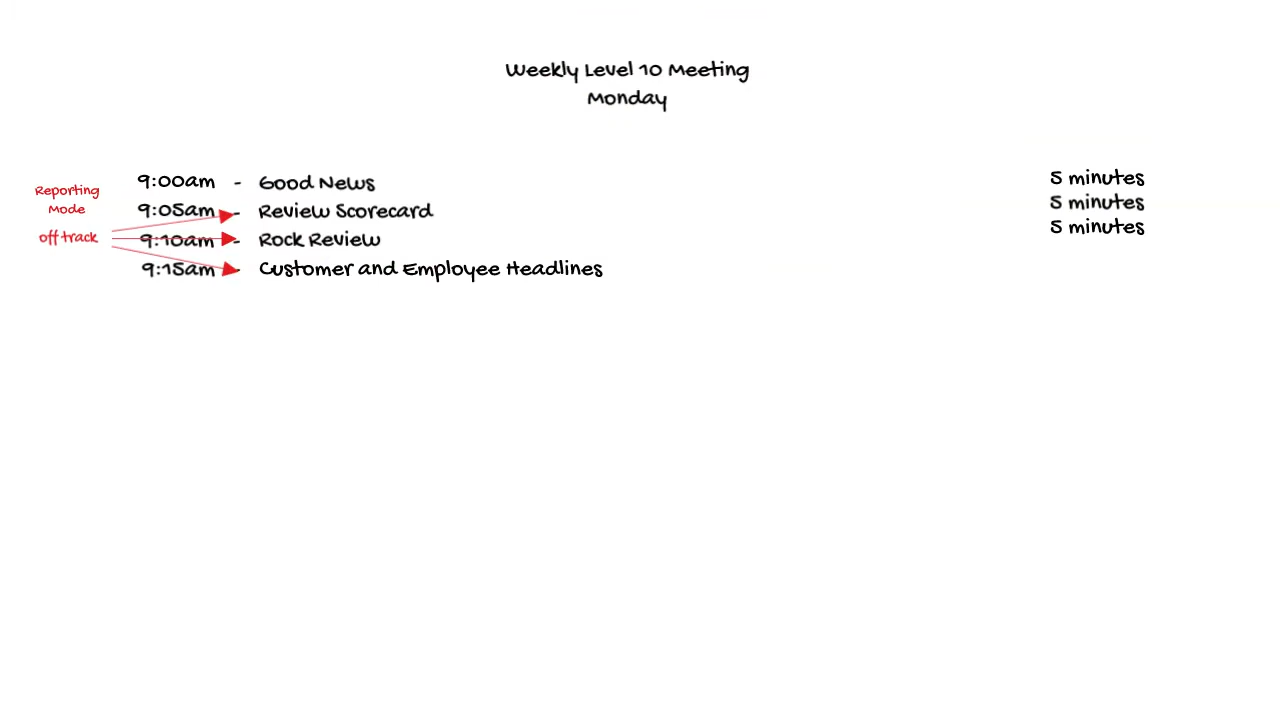 Weekly Level 10 Meeting
Monday
9:00am - Good News 5 minutes
Reporting
Mode
9:05am - Review Scorecard 5 minutes
off track
9:10am - Rock Review 5 minutes
9:15am - Customer and Employee Headlines